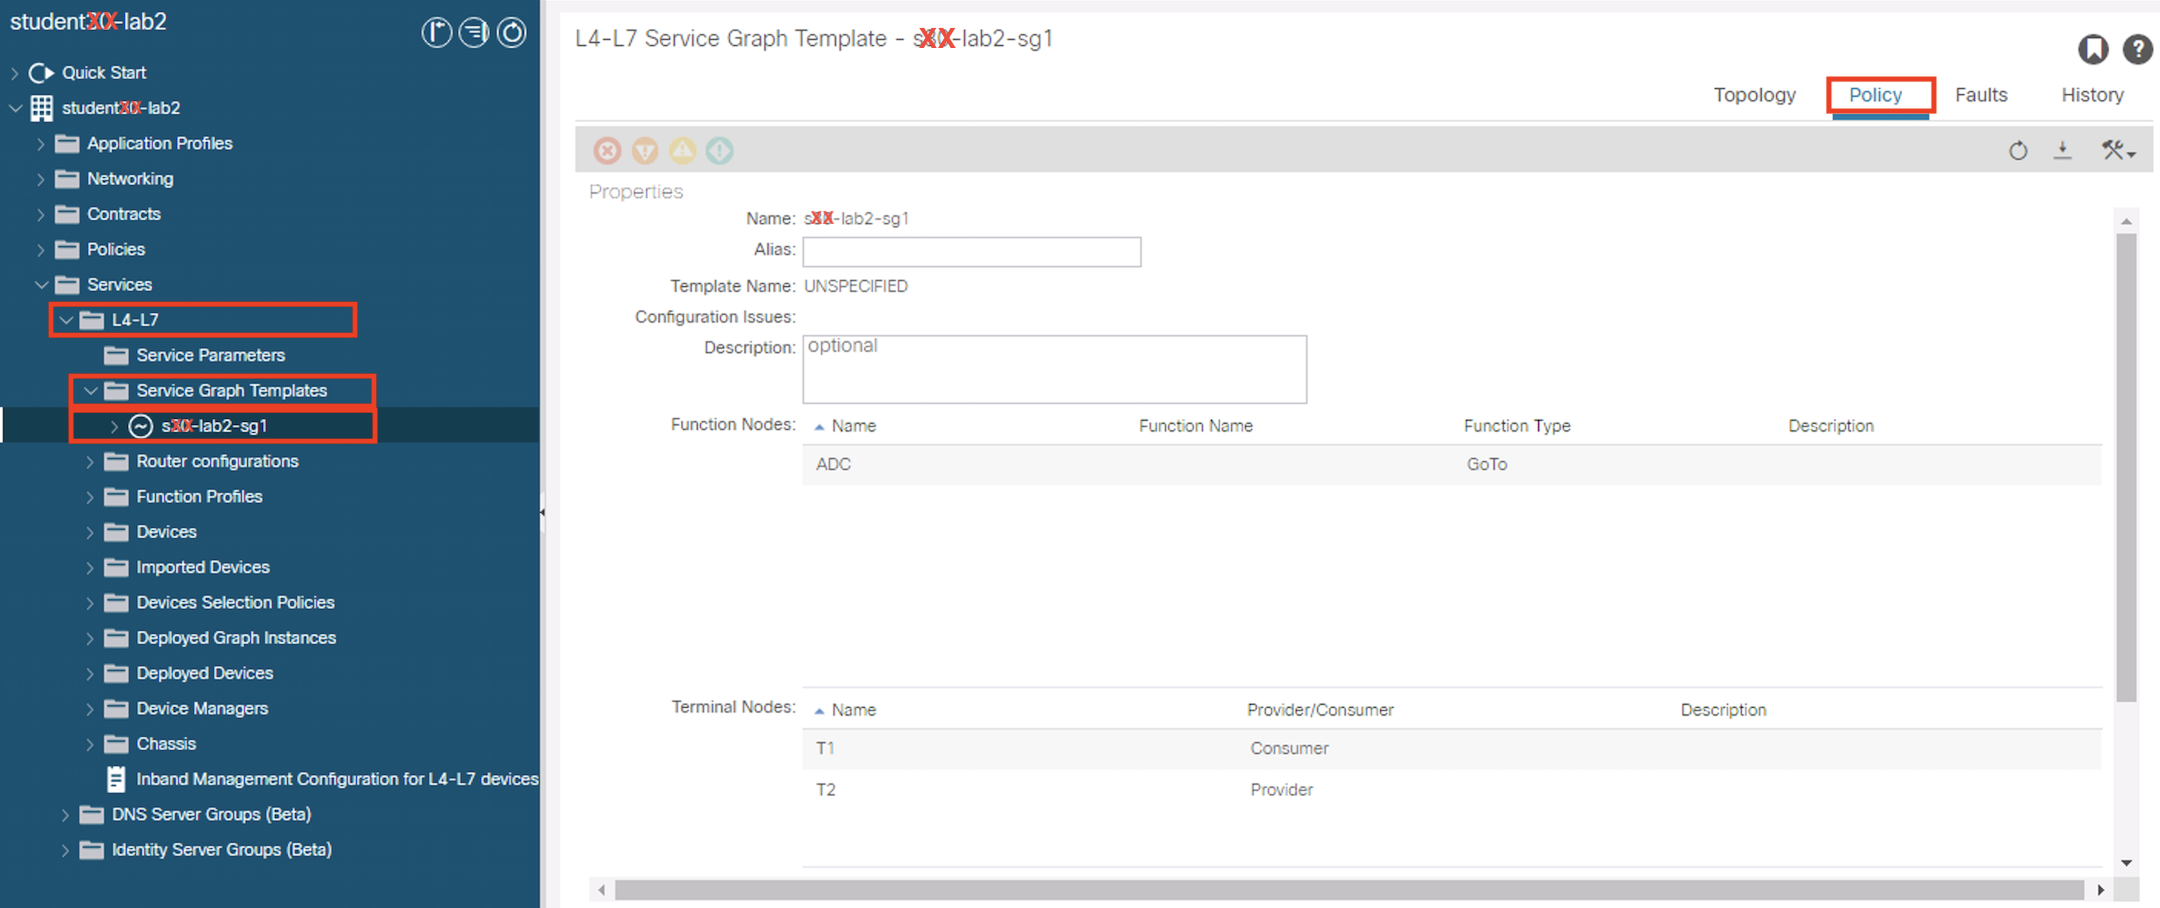 studentXX-lab2
Quick Start
studentXX-lab2
Application Profiles
Networking
Contracts
Policies
Services
L4-L7
Service Parameters
Service Graph Templates
sXX-lab2-sg1
Router configurations
Function Profiles
Devices
Imported Devices
Devices Selection Policies
Deployed Graph Instances
Deployed Devices
Device Managers
Chassis
Inband Management Configuration for L4-L7 devices
DNS Server Groups (Beta)
Identity Server Groups (Beta)
L4-L7 Service Graph Template - sXX-lab2-sg1
Topology Policy Faults History
Properties
Name: sXX-lab2-sg1
Alias:
Template Name: UNSPECIFIED
Configuration Issues:
Description: optional
Function Nodes: Name Function Name Function Type Description
ADC GoTo
Terminal Nodes: Name Provider/Consumer Description
T1 Consumer
T2 Provider